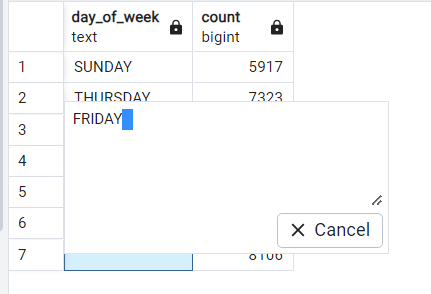 day_of_week count
text bigint
1 SUNDAY 5917
2 THURSDAY 7323
3 FRIDAY
4
5
6 Cancel
7 8106